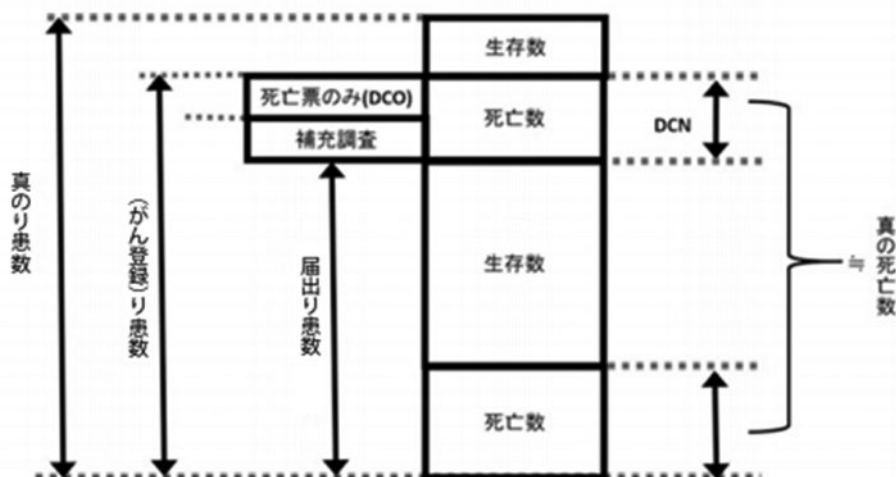 生存数
死亡票のみ(DCO)
死亡数
補充調査
DCN
真のり患数
(がん登録)り患数
届出り患数
生存数
≒
真の死亡数
死亡数